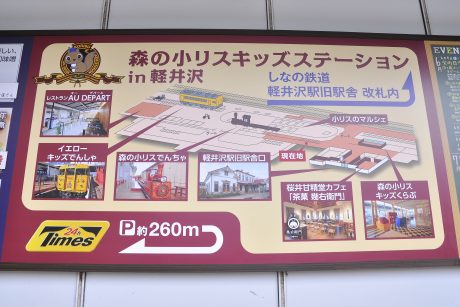 森の小リスキッズステーション
in 軽井沢
しなの鉄道
軽井沢駅旧駅舎 改札内
レストランAU DEPART
小リスのマルシェ
イエロー
キッズでんしゃ
森の小リスでんちゃ
軽井沢駅旧駅舎口
現在地
桜井甘精堂カフェ
「茶菓 幾右衛門」
森の小リス
キッズくらぶ
24h
Times
P 約260m
EVEN